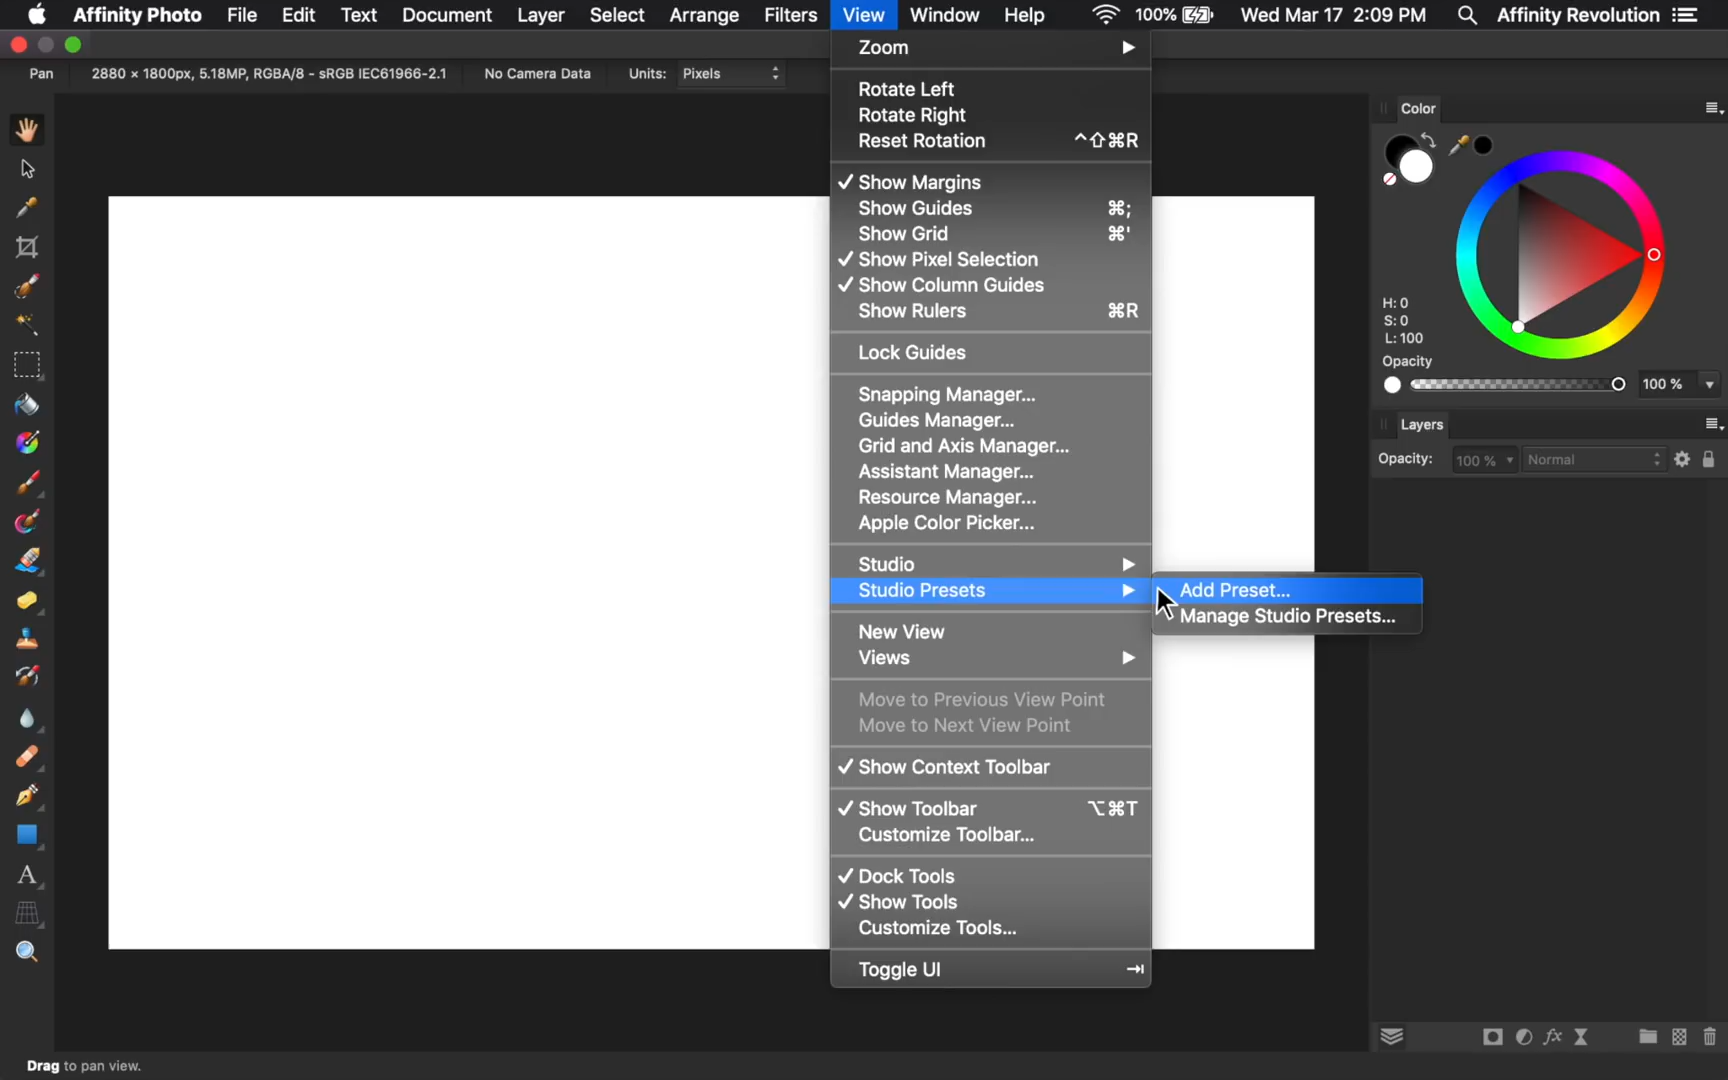 Affinity Photo File Edit Text Document Layer Select Arrange Filters View Window Help 100% Wed Mar 17 2:09 PM Affinity Revolution
Pan 2880 × 1800px, 5.18MP, RGBA/8 - sRGB IEC61966-2.1 No Camera Data Units: Pixels
Zoom
Rotate Left
Rotate Right
Reset Rotation ^⇧⌘R
✓ Show Margins
Show Guides ⌘;
Show Grid ⌘'
✓ Show Pixel Selection
✓ Show Column Guides
Show Rulers ⌘R
Lock Guides
Snapping Manager...
Guides Manager...
Grid and Axis Manager...
Assistant Manager...
Resource Manager...
Apple Color Picker...
Studio
Studio Presets
Add Preset...
Manage Studio Presets...
New View
Views
Move to Previous View Point
Move to Next View Point
✓ Show Context Toolbar
✓ Show Toolbar ⌥⌘T
Customize Toolbar...
✓ Dock Tools
✓ Show Tools
Customize Tools...
Toggle UI ⇥
Color
H: 0
S: 0
L: 100
Opacity
100 %
Layers
Opacity: 100 % Normal
fx
A
Drag to pan view.